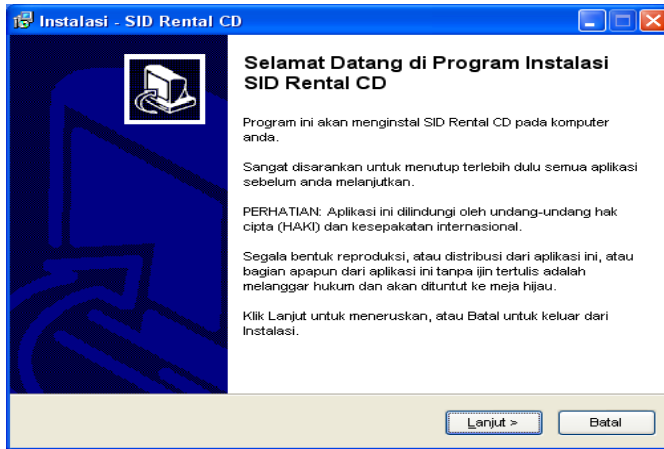 Instalasi - SID Rental CD
Selamat Datang di Program Instalasi
SID Rental CD
Program ini akan menginstal SID Rental CD pada komputer
anda.
Sangat disarankan untuk menutup terlebih dulu semua aplikasi
sebelum anda melanjutkan.
PERHATIAN: Aplikasi ini dilindungi oleh undang-undang hak
cipta (HAKI) dan kesepakatan internasional.
Segala bentuk reproduksi, atau distribusi dari aplikasi ini, atau
bagian apapun dari aplikasi ini tanpa ijin tertulis adalah
melanggar hukum dan akan dituntut ke meja hijau.
Klik Lanjut untuk meneruskan, atau Batal untuk keluar dari
Instalasi.
Lanjut > Batal